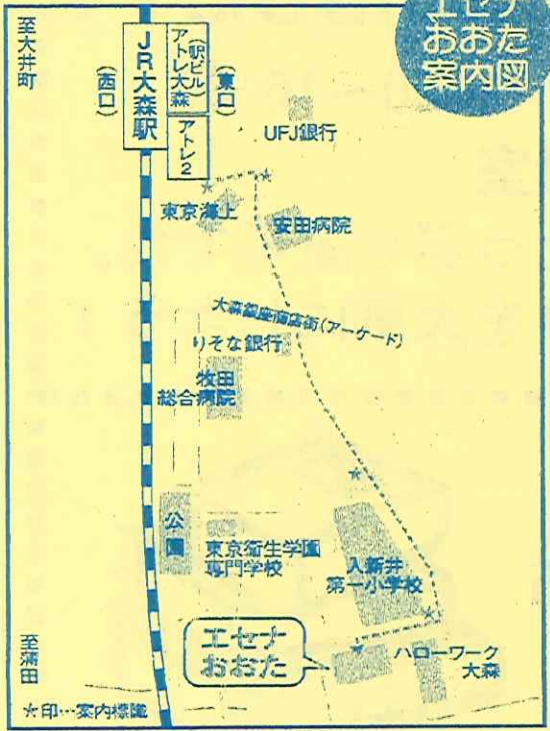 エセナ
おおた
案内図
至大井町
(西口)
JR大森駅
(駅ビル)
アトレ大森
アトレ2
(東口)
UFJ銀行
東京海上
安田病院
大森銀座商店街(アーケード)
りそな銀行
牧田
総合病院
公園
東京衛生学園
専門学校
入新井
第一小学校
エセナ
おおた
ハローワーク
大森
至蒲田
☆印…案内標識